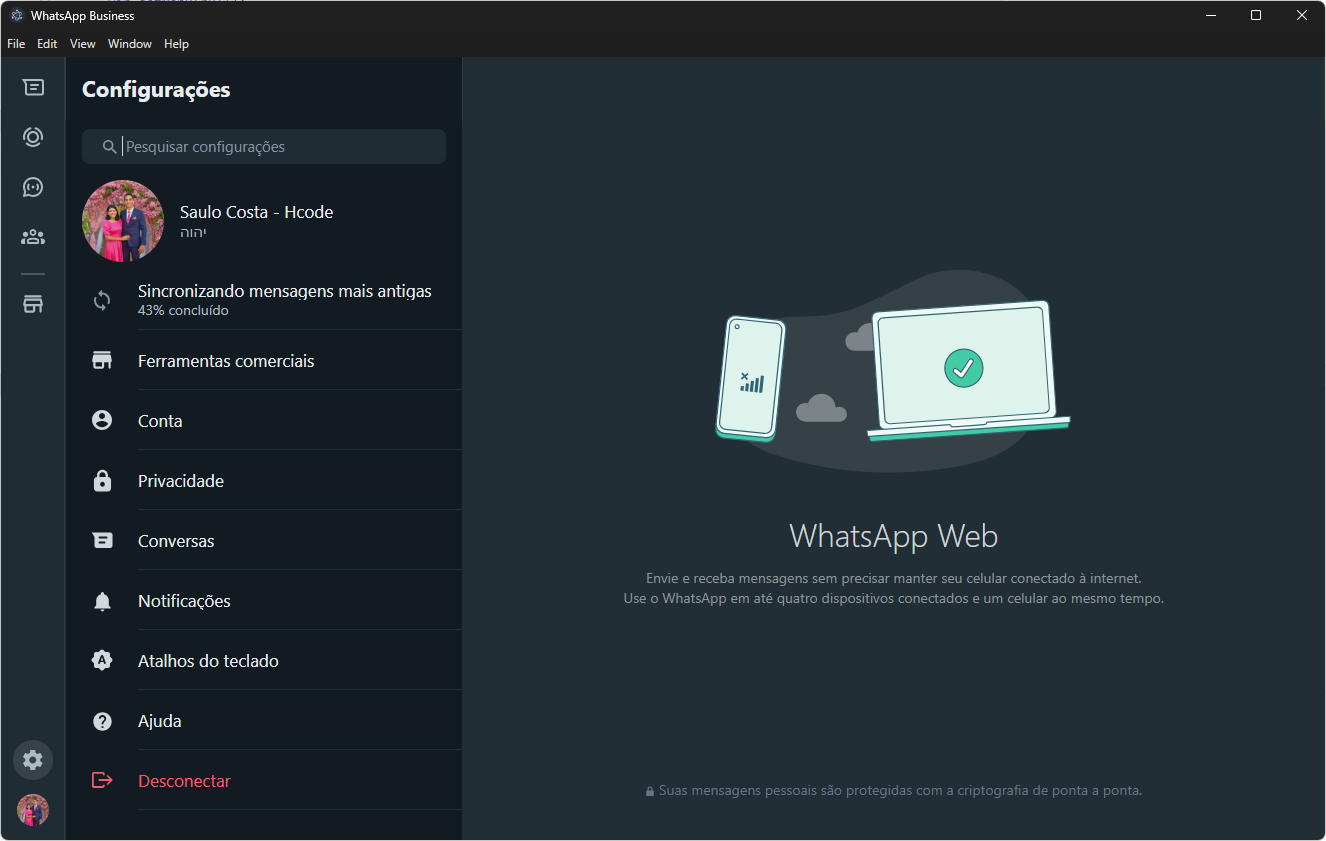 WhatsApp Business
File Edit View Window Help
Configurações
Pesquisar configurações
Saulo Costa - Hcode
יהוה
Sincronizando mensagens mais antigas
43% concluído
Ferramentas comerciais
Conta
Privacidade
Conversas
Notificações
Atalhos do teclado
Ajuda
Desconectar
WhatsApp Web
Envie e receba mensagens sem precisar manter seu celular conectado à internet.
Use o WhatsApp em até quatro dispositivos conectados e um celular ao mesmo tempo.
Suas mensagens pessoais são protegidas com a criptografia de ponta a ponta.